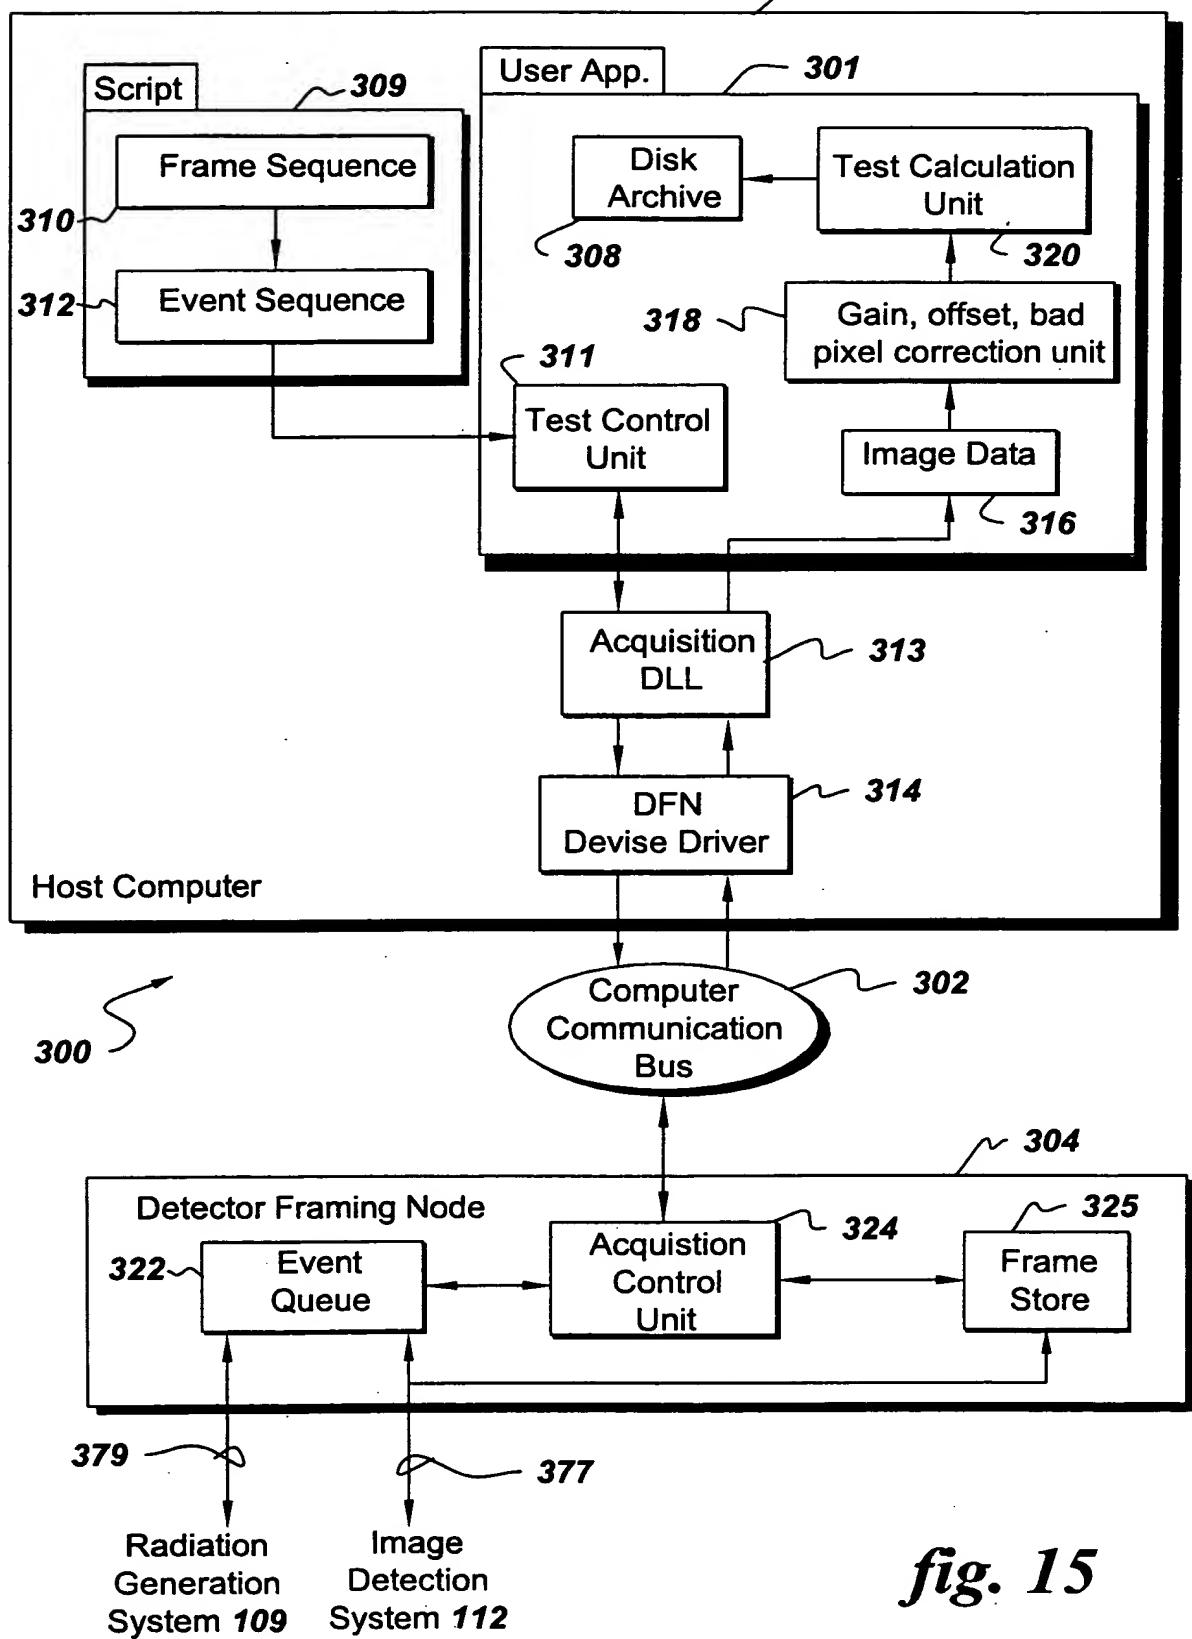 User App.
301
Script
309
Frame Sequence
310
Event Sequence
312
Disk
Archive
308
Test Calculation
Unit
320
318
Gain, offset, bad
pixel correction unit
311
Test Control
Unit
Image Data
316
Acquisition
DLL
313
DFN
Devise Driver
314
Host Computer
300
Computer
Communication
Bus
302
304
Detector Framing Node
322
Event
Queue
Acquistion
Control
Unit
324
325
Frame
Store
379
377
Radiation
Generation
System 109
Image
Detection
System 112
fig. 15